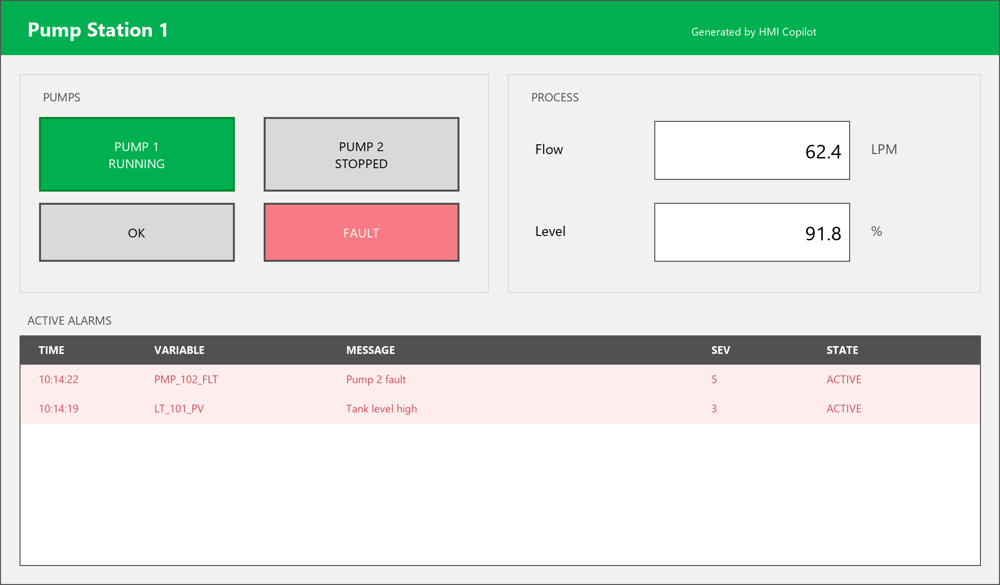 Pump Station 1
Generated by HMI Copilot
PUMPS
PUMP 1
RUNNING
PUMP 2
STOPPED
OK
FAULT
PROCESS
Flow 62.4 LPM
Level 91.8 %
ACTIVE ALARMS
TIME VARIABLE MESSAGE SEV STATE
10:14:22 PMP_102_FLT Pump 2 fault 5 ACTIVE
10:14:19 LT_101_PV Tank level high 3 ACTIVE